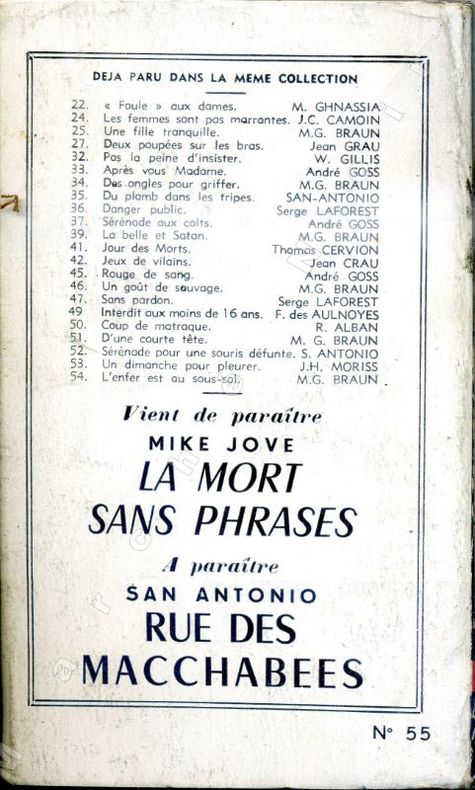 DEJA PARU DANS LA MEME COLLECTION
22. « Foule » aux dames. M. GHNASSIA
24. Les femmes sont pas marrantes. J.C. CAMOIN
25. Une fille tranquille. M.G. BRAUN
27. Deux poupées sur les bras. Jean GRAU
32. Pas la peine d'insister. W. GILLIS
33. Après vous Madame. André GOSS
34. Des ongles pour griffer. M.G. BRAUN
35. Du plomb dans les tripes. SAN-ANTONIO
36. Danger public. Serge LAFOREST
37. Sérénade aux colts. André GOSS
39. La belle et Satan. M.G. BRAUN
41. Jour des Morts. Thomas CERVION
42. Jeux de vilains. Jean CRAU
45. Rouge de sang. André GOSS
46. Un goût de sauvage. M.G. BRAUN
47. Sans pardon. Serge LAFOREST
49 Interdit aux moins de 16 ans. F. des AULNOYES
50. Coup de matraque. R. ALBAN
51. D'une courte tête. M. G. BRAUN
52. Sérénade pour une souris défunte. S. ANTONIO
53. Un dimanche pour pleurer. J.H. MORISS
54. L'enfer est au sous-sol. M.G. BRAUN
Vient de paraître
MIKE JOVE
LA MORT
SANS PHRASES
A paraître
SAN ANTONIO
RUE DES
MACCHABEES
N° 55